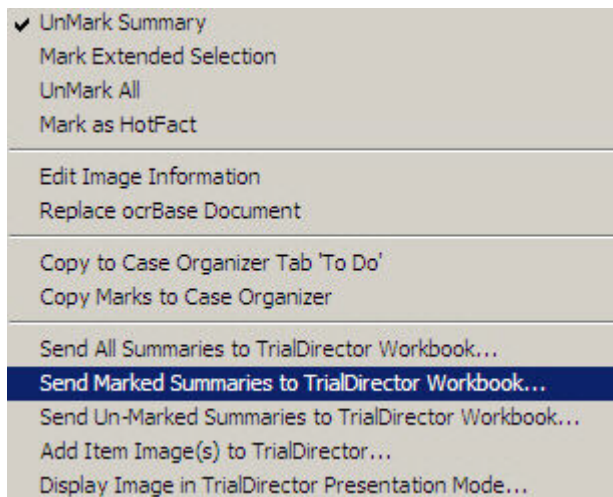 UnMark Summary
Mark Extended Selection
UnMark All
Mark as HotFact
Edit Image Information
Replace ocrBase Document
Copy to Case Organizer Tab 'To Do'
Copy Marks to Case Organizer
Send All Summaries to TrialDirector Workbook...
Send Marked Summaries to TrialDirector Workbook...
Send Un-Marked Summaries to TrialDirector Workbook...
Add Item Image(s) to TrialDirector...
Display Image in TrialDirector Presentation Mode...